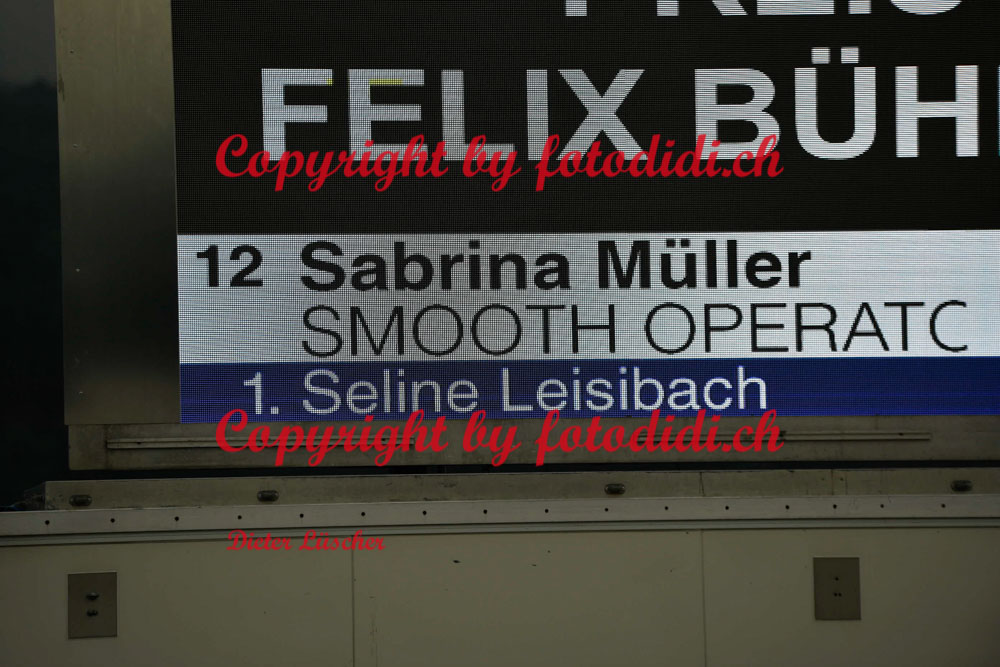 FELIX BÜH
Copyright by fotodidi.ch
12 Sabrina Müller
SMOOTH OPERATO
1. Seline Leisibach
Copyright by fotodidi.ch
Dieter Lüscher